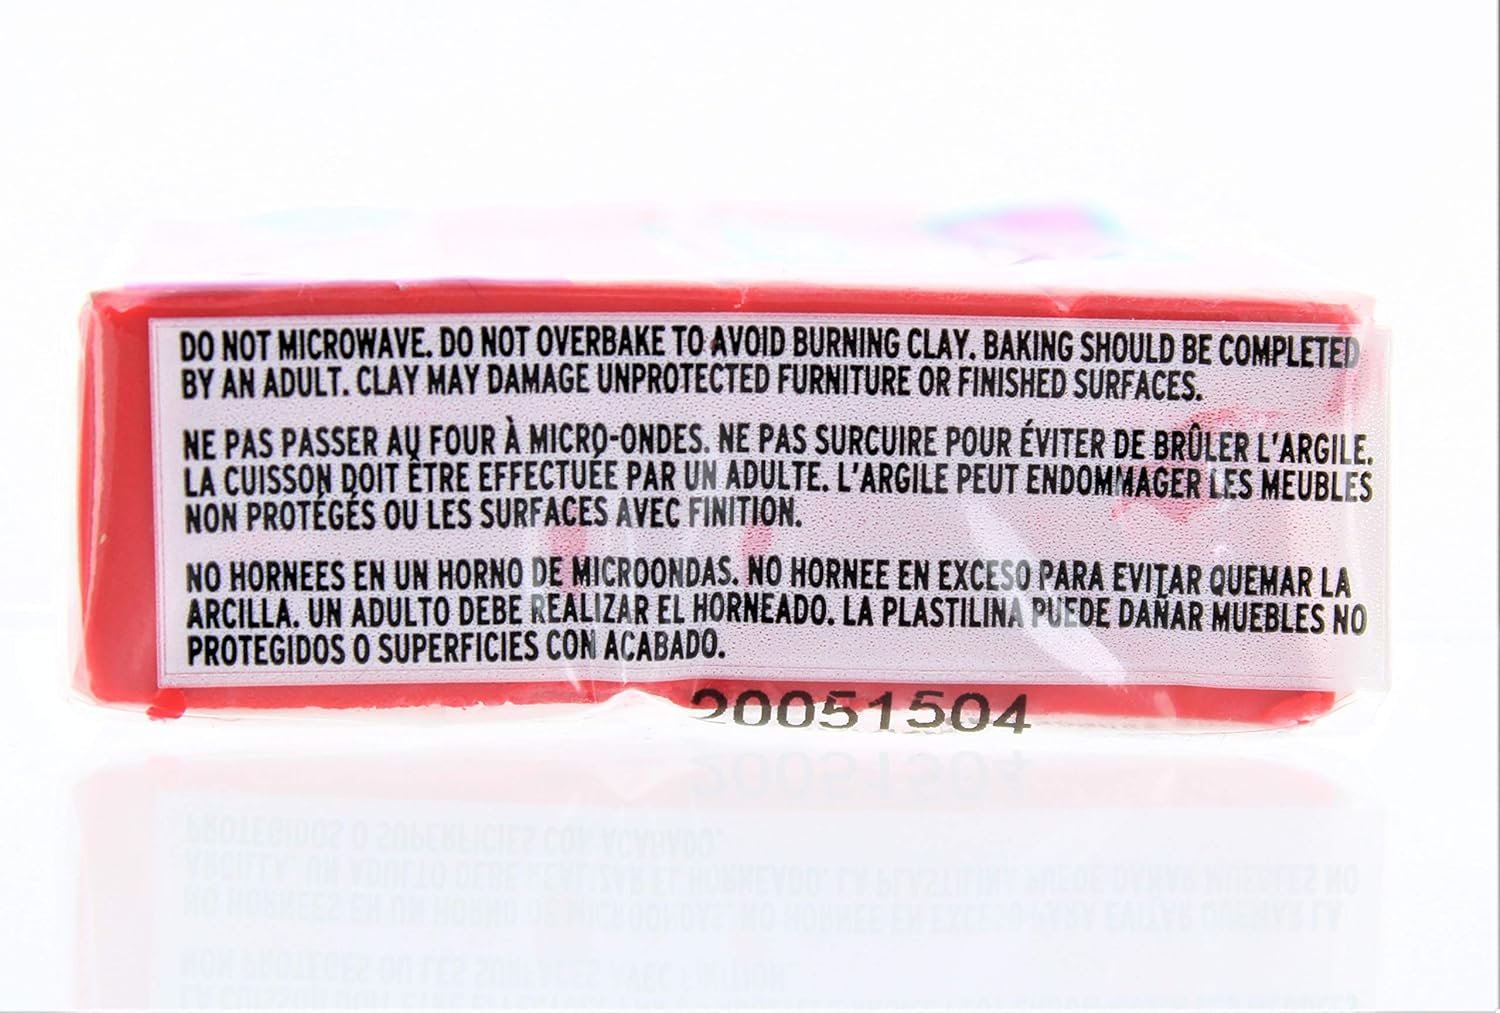 DO NOT MICROWAVE. DO NOT OVERBAKE TO AVOID BURNING CLAY. BAKING SHOULD BE COMPLETED
BY AN ADULT. CLAY MAY DAMAGE UNPROTECTED FURNITURE OR FINISHED SURFACES.
NE PAS PASSER AU FOUR À MICRO-ONDES. NE PAS SURCUIRE POUR ÉVITER DE BRÛLER L'ARGILE.
LA CUISSON DOIT ÊTRE EFFECTUÉE PAR UN ADULTE. L'ARGILE PEUT ENDOMMAGER LES MEUBLES
NON PROTÉGÉS OU LES SURFACES AVEC FINITION.
NO HORNEES EN UN HORNO DE MICROONDAS. NO HORNEE EN EXCESO PARA EVITAR QUEMAR LA
ARCILLA. UN ADULTO DEBE REALIZAR EL HORNEADO. LA PLASTILINA PUEDE DAÑAR MUEBLES NO
PROTEGIDOS O SUPERFICIES CON ACABADO.
20051504